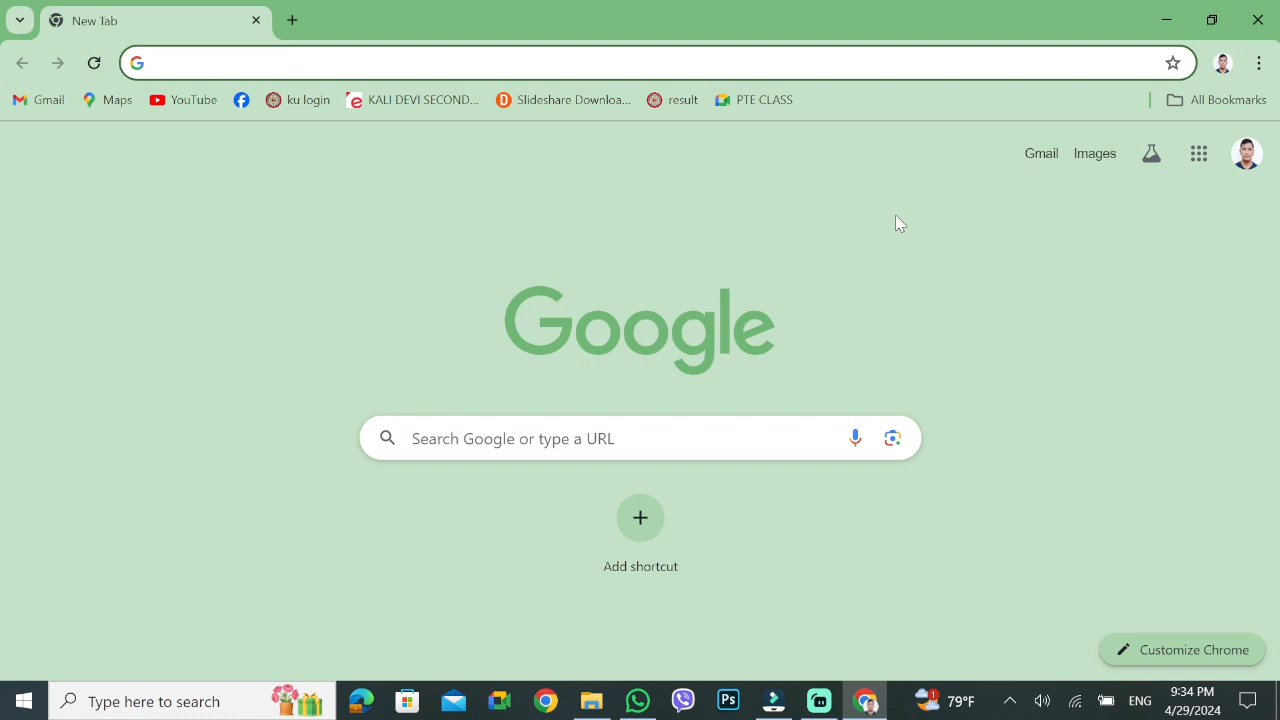 New Tab
Gmail
Maps
YouTube
ku login
KALI DEVI SECOND...
Slideshare Downloa...
result
PTE CLASS
All Bookmarks
Gmail
Images
Google
Search Google or type a URL
Add shortcut
Customize Chrome
Type here to search
Ps
1
79°F
ENG
9:34 PM
4/29/2024